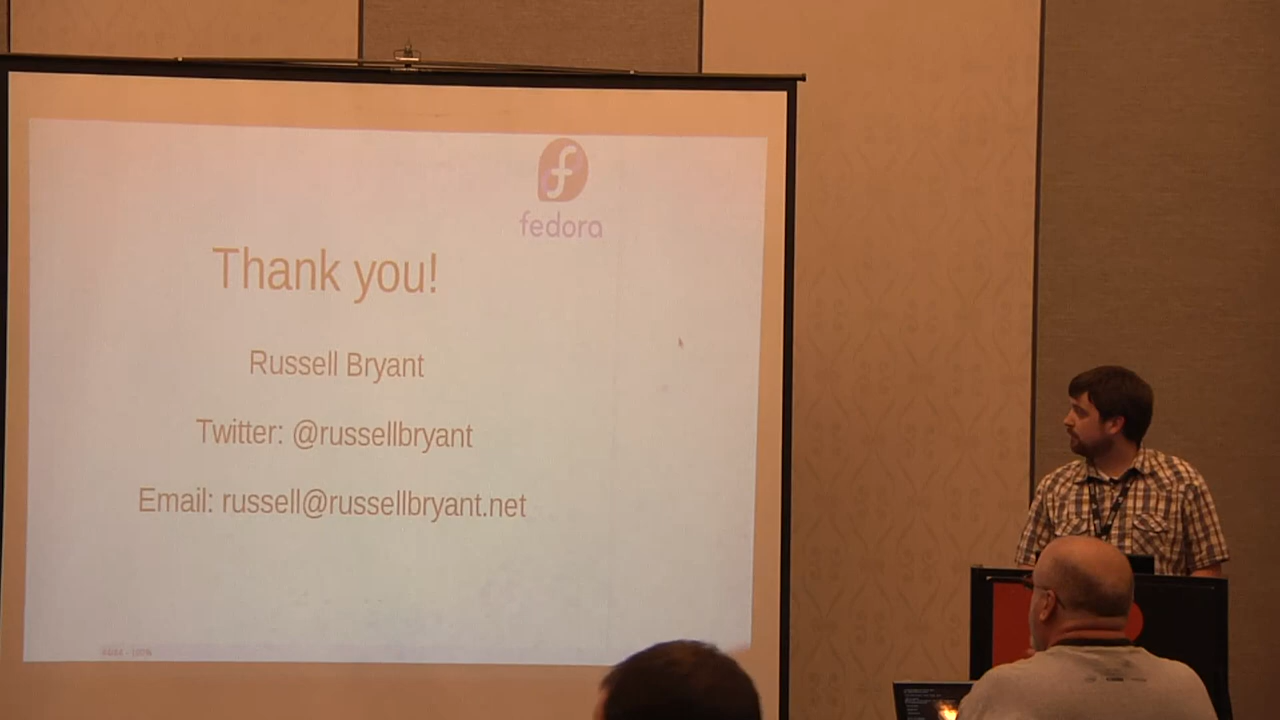 fedora
Thank you!
Russell Bryant
Twitter: @russellbryant
Email: russell@russellbryant.net